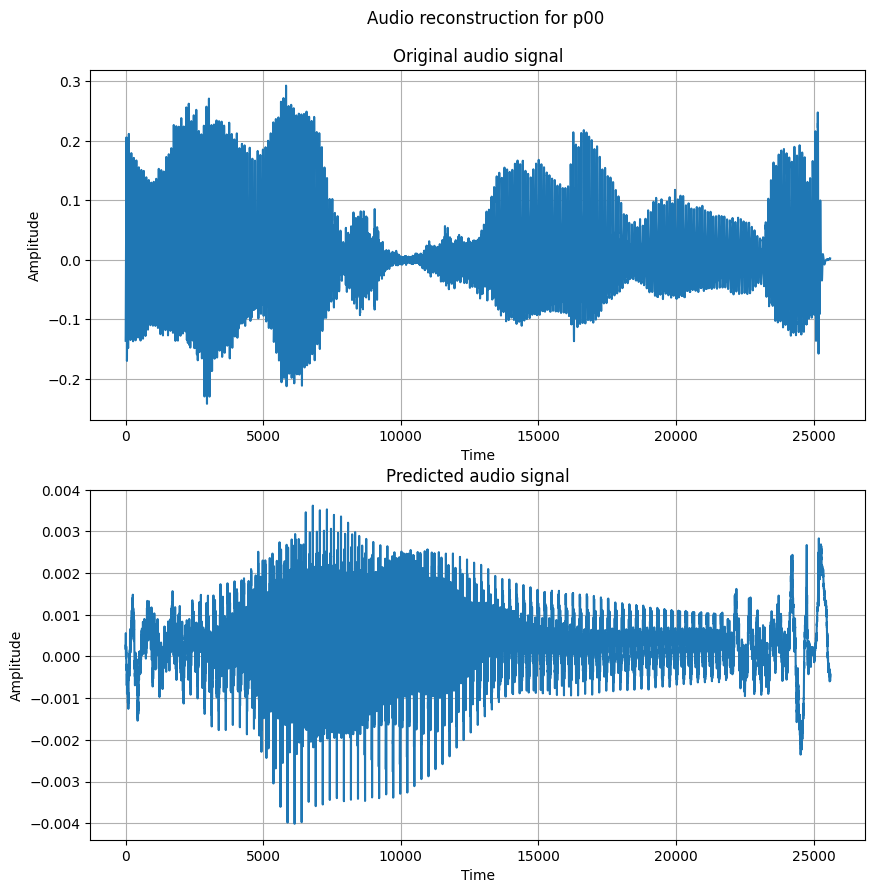 Audio reconstruction for p00
Original audio signal
0.3
0.2
0.1
0.0
−0.1
−0.2
Amplitude
0 5000 10000 15000 20000 25000
Time
Predicted audio signal
0.004
0.003
0.002
0.001
0.000
−0.001
−0.002
−0.003
−0.004
Amplitude
0 5000 10000 15000 20000 25000
Time